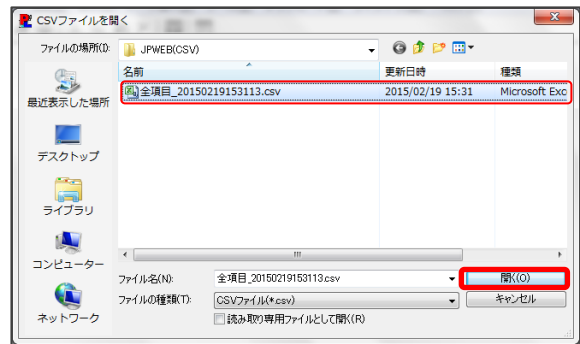 CSVファイルを開く
ファイルの場所(I):
JPWEB(CSV)
名前
更新日時
種類
全項目_20150219153113.csv
2015/02/19 15:31
Microsoft Exc
最近表示した場所
デスクトップ
ライブラリ
コンピューター
ネットワーク
ファイル名(N):
全項目_20150219153113.csv
開く(O)
ファイルの種類(T):
CSVファイル(*.csv)
キャンセル
読み取り専用ファイルとして開く(R)